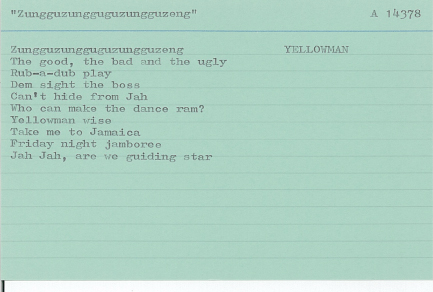 "Zungguzungguguzungguzeng" A 14378
Zungguzungguguzungguzeng YELLOWMAN
The good, the bad and the ugly
Rub-a-dub play
Dem sight the boss
Can't hide from Jah
Who can make the dance ram?
Yellowman wise
Take me to Jamaica
Friday night jamboree
Jah Jah, are we guiding star